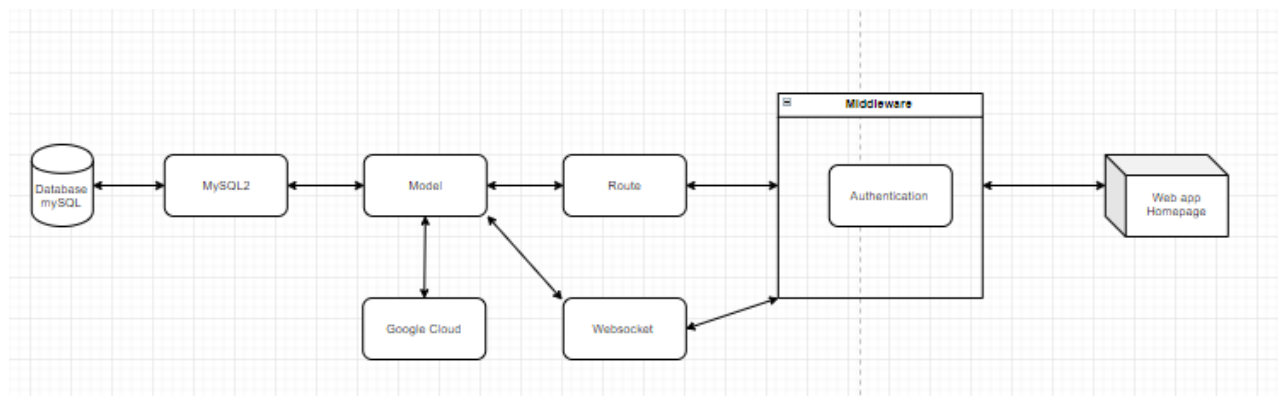 Middleware
Database
mySQL
MySQL2
Model
Route
Authentication
Web app
Homepage
Google Cloud
Websocket